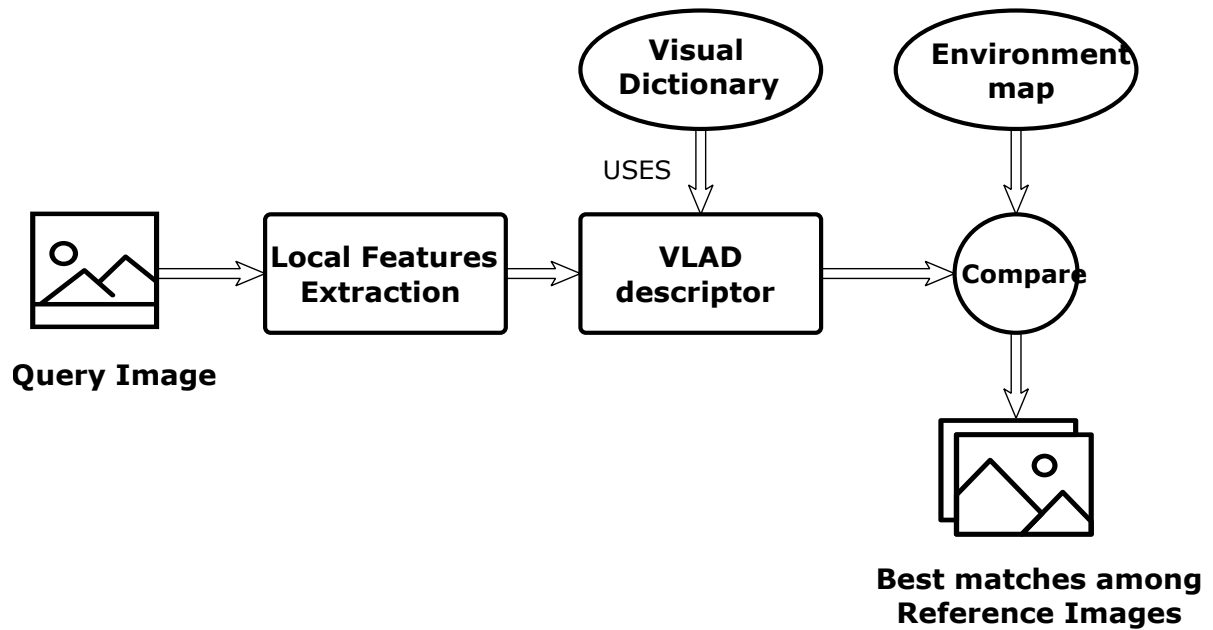 Visual
Dictionary
Environment
map
USES
Local Features
Extraction
VLAD
descriptor
Compare
Query Image
Best matches among
Reference Images